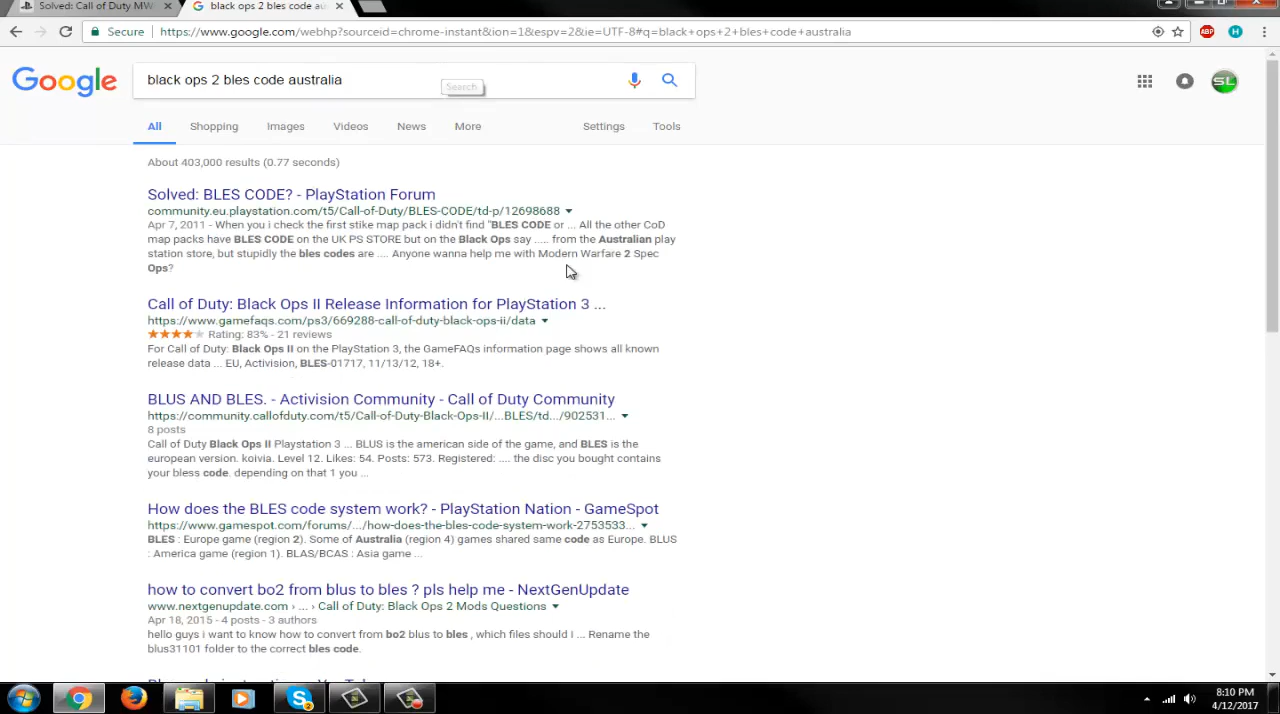 Solved: Call of Duty MW
black ops 2 bles code au
Secure https://www.google.com/webhp?sourceid=chrome-instant&ion=1&espv=2&ie=UTF-8#q=black+ops+2+bles+code+australia
ABP
H
Google
black ops 2 bles code australia
Search
SL
All Shopping Images Videos News More Settings Tools
About 403,000 results (0.77 seconds)
Solved: BLES CODE? - PlayStation Forum
community.eu.playstation.com/t5/Call-of-Duty/BLES-CODE/td-p/12698688
Apr 7, 2011 - When you i check the first stike map pack i didn't find "BLES CODE or ... All the other CoD
map packs have BLES CODE on the UK PS STORE but on the Black Ops say ..... from the Australian play
station store, but stupidly the bles codes are .... Anyone wanna help me with Modern Warfare 2 Spec
Ops?
Call of Duty: Black Ops II Release Information for PlayStation 3 ...
https://www.gamefaqs.com/ps3/669288-call-of-duty-black-ops-ii/data
Rating: 83% - 21 reviews
For Call of Duty: Black Ops II on the PlayStation 3, the GameFAQs information page shows all known
release data ... EU, Activision, BLES-01717, 11/13/12, 18+.
BLUS AND BLES. - Activision Community - Call of Duty Community
https://community.callofduty.com/t5/Call-of-Duty-Black-Ops-II/...BLES/td.../902531...
8 posts
Call of Duty Black Ops II Playstation 3 ... BLUS is the american side of the game, and BLES is the
european version. koivia. Level 12. Likes: 54. Posts: 573. Registered: .... the disc you bought contains
your bless code. depending on that 1 you ...
How does the BLES code system work? - PlayStation Nation - GameSpot
https://www.gamespot.com/forums/.../how-does-the-bles-code-system-work-2753533...
BLES : Europe game (region 2). Some of Australia (region 4) games shared same code as Europe. BLUS
: America game (region 1). BLAS/BCAS : Asia game ...
how to convert bo2 from blus to bles ? pls help me - NextGenUpdate
www.nextgenupdate.com › ... › Call of Duty: Black Ops 2 Mods Questions
Apr 18, 2015 - 4 posts - 3 authors
hello guys i want to know how to convert from bo2 blus to bles , which files should i ... Rename the
blus31101 folder to the correct bles code.
8:10 PM
4/12/2017